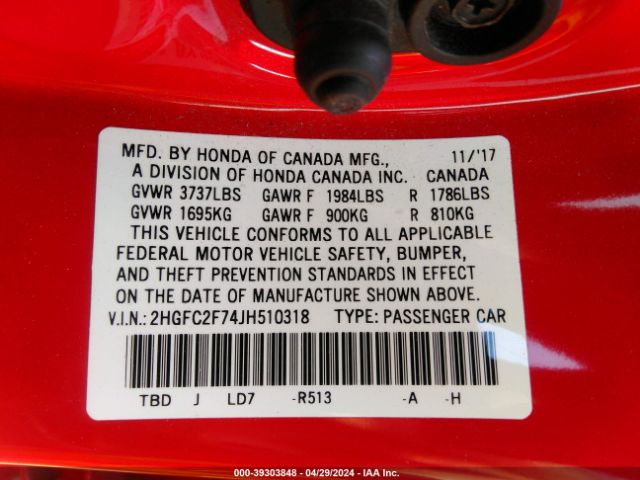 MFD. BY HONDA OF CANADA MFG., 11/'17
A DIVISION OF HONDA CANADA INC. CANADA
GVWR 3737LBS GAWR F 1984LBS R 1786LBS
GVWR 1695KG GAWR F 900KG R 810KG
THIS VEHICLE CONFORMS TO ALL APPLICABLE
FEDERAL MOTOR VEHICLE SAFETY, BUMPER,
AND THEFT PREVENTION STANDARDS IN EFFECT
ON THE DATE OF MANUFACTURE SHOWN ABOVE.
V.I.N.: 2HGFC2F74JH510318 TYPE: PASSENGER CAR
TBD J LD7 -R513 -A -H
000-39303848 - 04/29/2024 - IAA Inc.